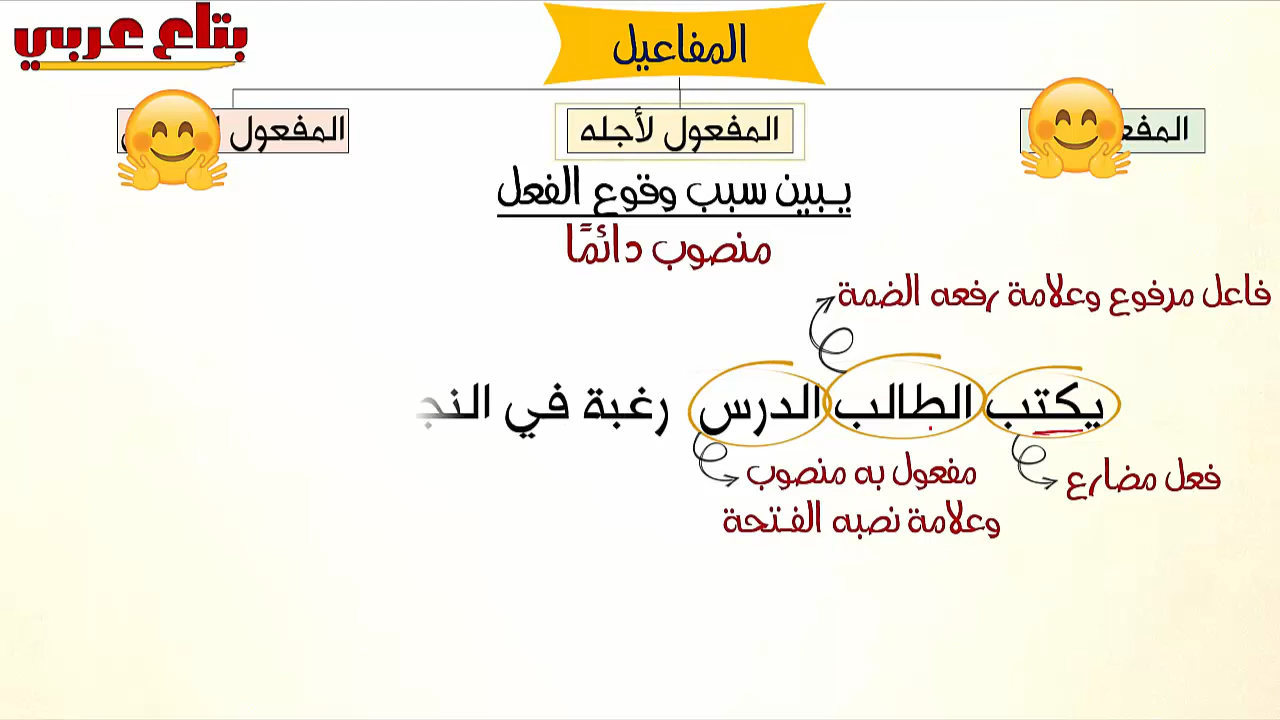 بتاع عربي
المفاعيل
المفعول لأجله
المفعول
يبين سبب وقوع الفعل
منصوب دائمًا
فاعل مرفوع وعلامة رفعه الضمة
يكتب الطالب الدرس رغبة في
فعل مضارع
مفعول به منصوب
وعلامة نصبه الفتحة